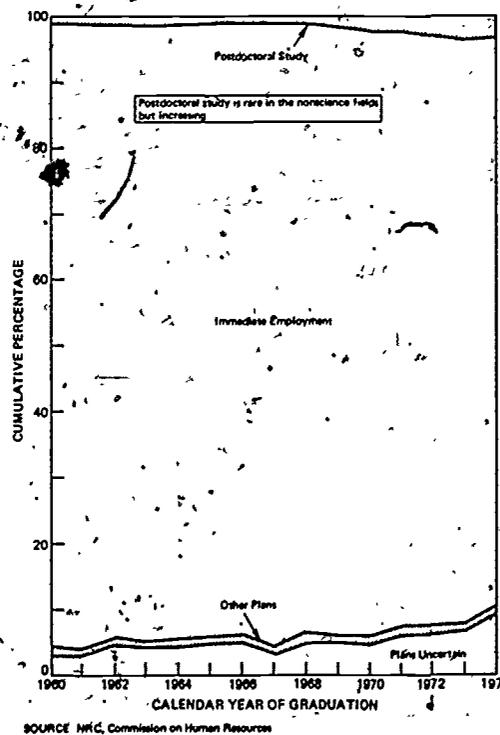 100
Postdoctoral Study
Postdoctoral study is rare in the nonscience fields
but increasing
80
60
Immediate Employment
CUMULATIVE PERCENTAGE
40
20
Other Plans
Plans Uncertain
0
1960 1962 1964 1966 1968 1970 1972 197
CALENDAR YEAR OF GRADUATION
SOURCE NRC, Commission on Human Resources